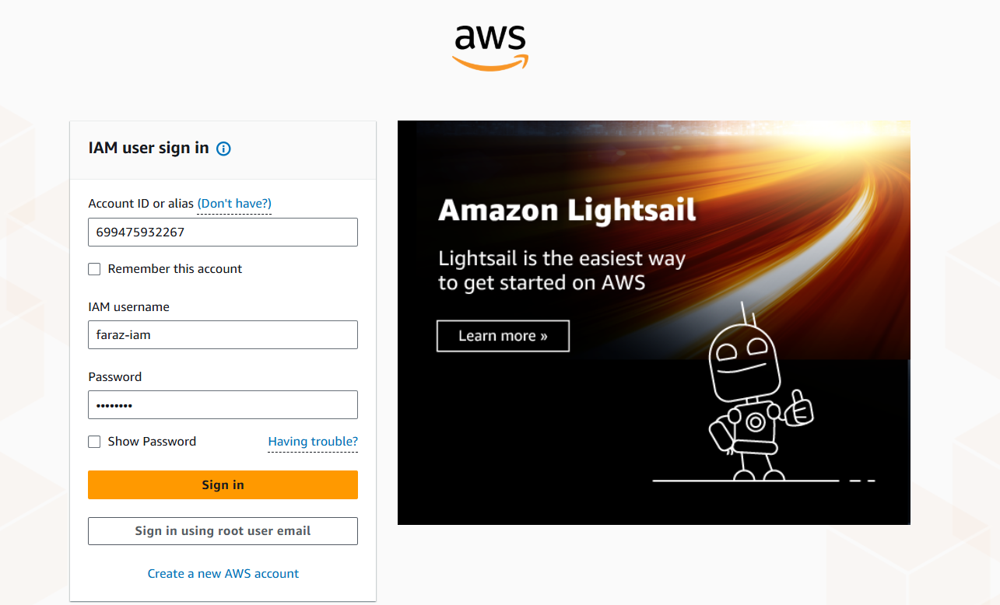 aws
IAM user sign in
Account ID or alias (Don't have?)
699475932267
Remember this account
IAM username
faraz-iam
Password
••••••••
Show Password
Having trouble?
Sign in
Sign in using root user email
Create a new AWS account
Amazon Lightsail
Lightsail is the easiest way
to get started on AWS
Learn more »